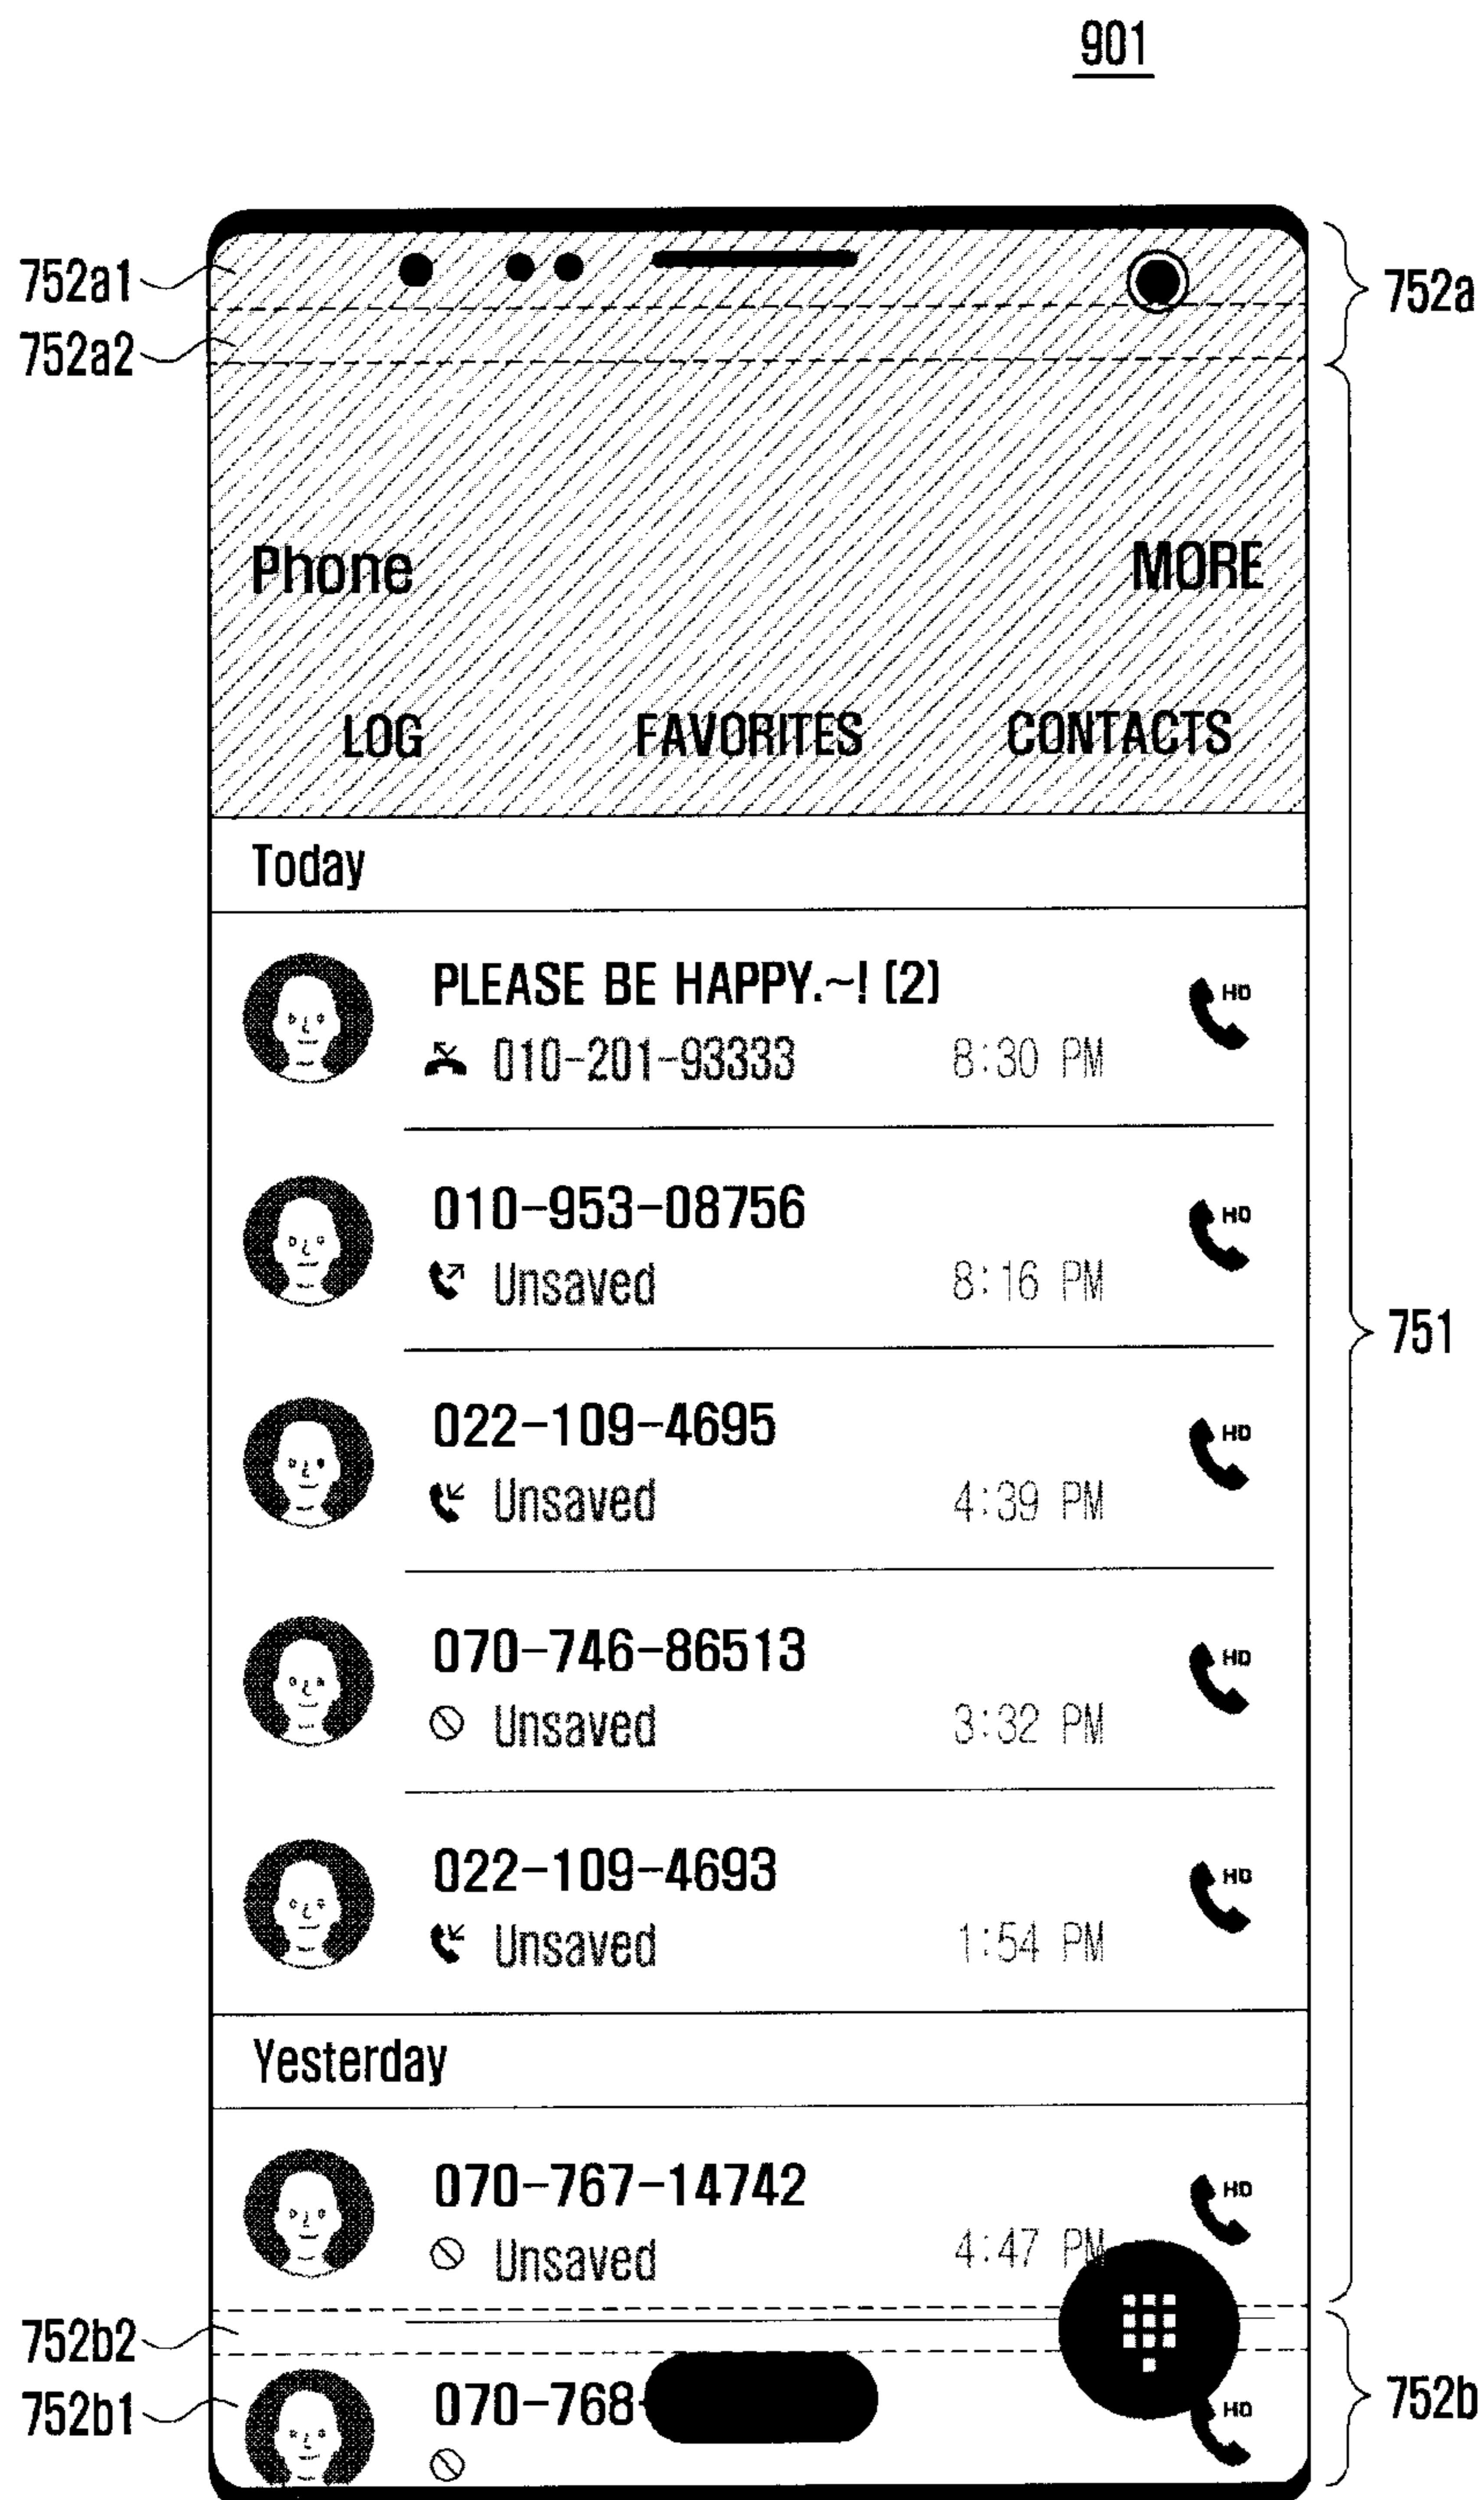 901
752a1
752a
752a2
Phone MORE
LOG FAVORITES CONTACTS
Today
PLEASE BE HAPPY.~! (2)
HD
010-201-93333 8:30 PM
010-953-08756 HD
Unsaved 8:16 PM
751
022-109-4695 HD
Unsaved 4:39 PM
070-746-86513 HD
Unsaved 3:32 PM
022-109-4693 HD
Unsaved 1:54 PM
Yesterday
070-767-14742 HD
Unsaved 4:47 PM
752b2
752b
752b1
070-768- HD